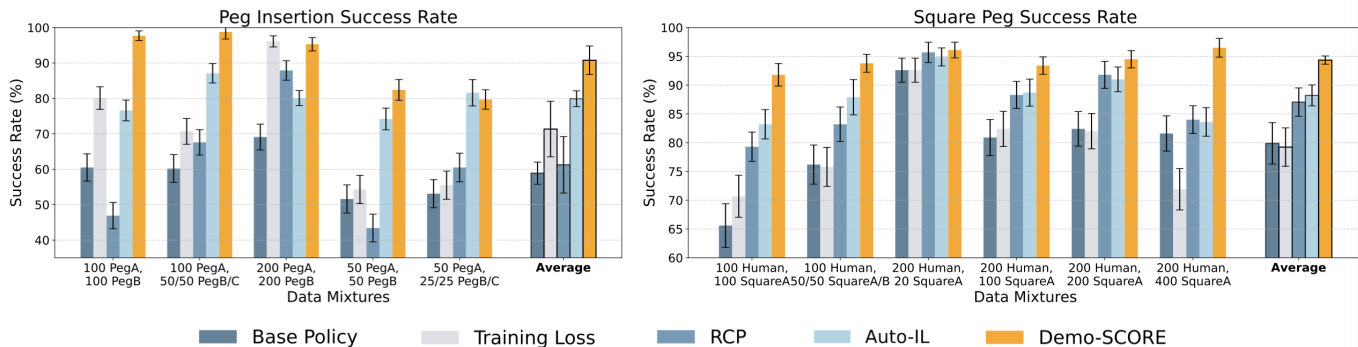 Peg Insertion Success Rate
Success Rate (%)
100
90
80
70
60
50
40
100 PegA,
100 PegB
100 PegA,
50/50 PegB/C
200 PegA,
200 PegB
50 PegA,
50 PegB
50 PegA,
25/25 PegB/C
Average
Data Mixtures
Square Peg Success Rate
Success Rate (%)
100
95
90
85
80
75
70
65
60
100 Human,
100 SquareA
100 Human,
50/50 SquareA/B
200 Human,
20 SquareA
200 Human,
100 SquareA
200 Human,
200 SquareA
200 Human,
400 SquareA
Average
Data Mixtures
Base Policy
Training Loss
RCP
Auto-IL
Demo-SCORE